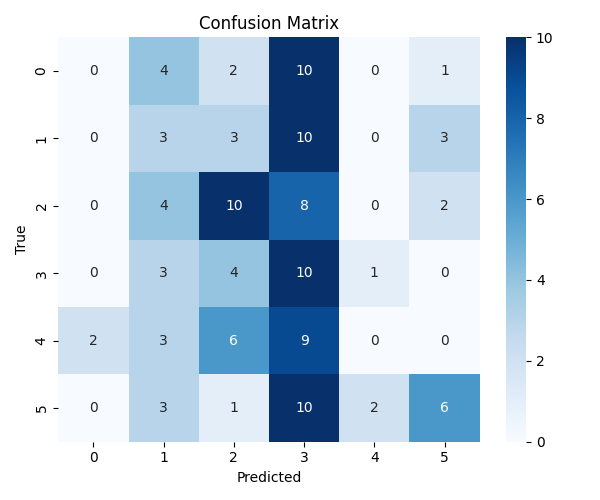 Confusion Matrix
True
0 0 4 2 10 0 1
1 0 3 3 10 0 3
2 0 4 10 8 0 2
3 0 3 4 10 1 0
4 2 3 6 9 0 0
5 0 3 1 10 2 6
0 1 2 3 4 5
Predicted
10
8
6
4
2
0